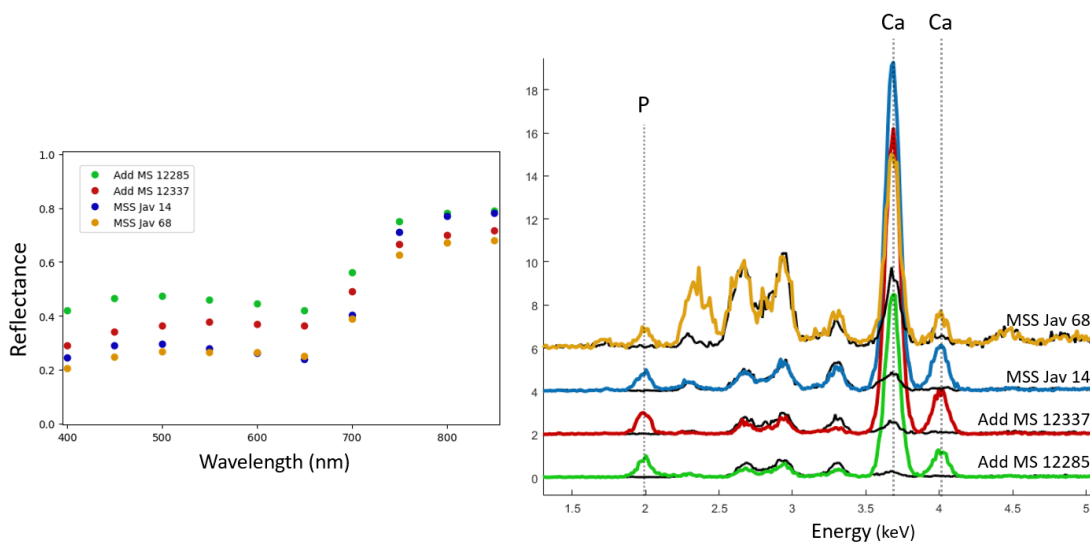 1.0
0.8
0.6
0.4
0.2
0.0
Reflectance
Add MS 12285
Add MS 12337
MSS Jav 14
MSS Jav 68
400 500 600 700 800
Wavelength (nm)
Ca Ca
P
18
16
14
12
10
8
6
4
2
0
MSS Jav 68
MSS Jav 14
Add MS 12337
Add MS 12285
1.5 2 2.5 3 3.5 4 4.5 5
Energy (keV)